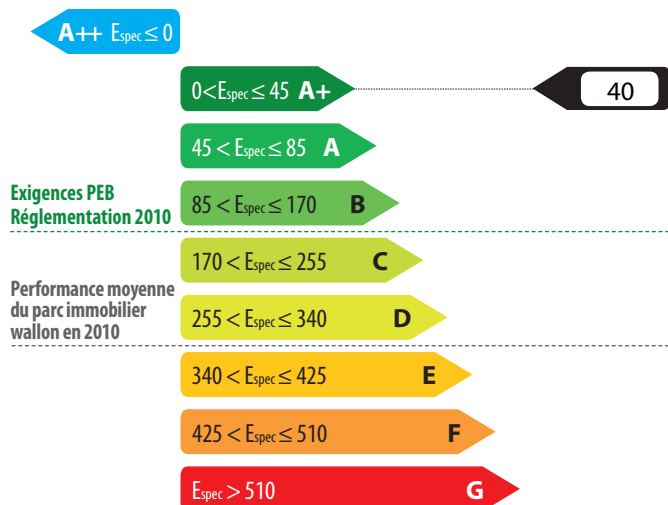 A++ Espec ≤ 0
0<Espec ≤ 45 A+
40
45 < Espec ≤ 85 A
Exigences PEB
Réglementation 2010
85 < Espec ≤ 170 B
170 < Espec ≤ 255 C
Performance moyenne
du parc immobilier
wallon en 2010
255 < Espec ≤ 340 D
340 < Espec ≤ 425 E
425 < Espec ≤ 510 F
Espec > 510 G